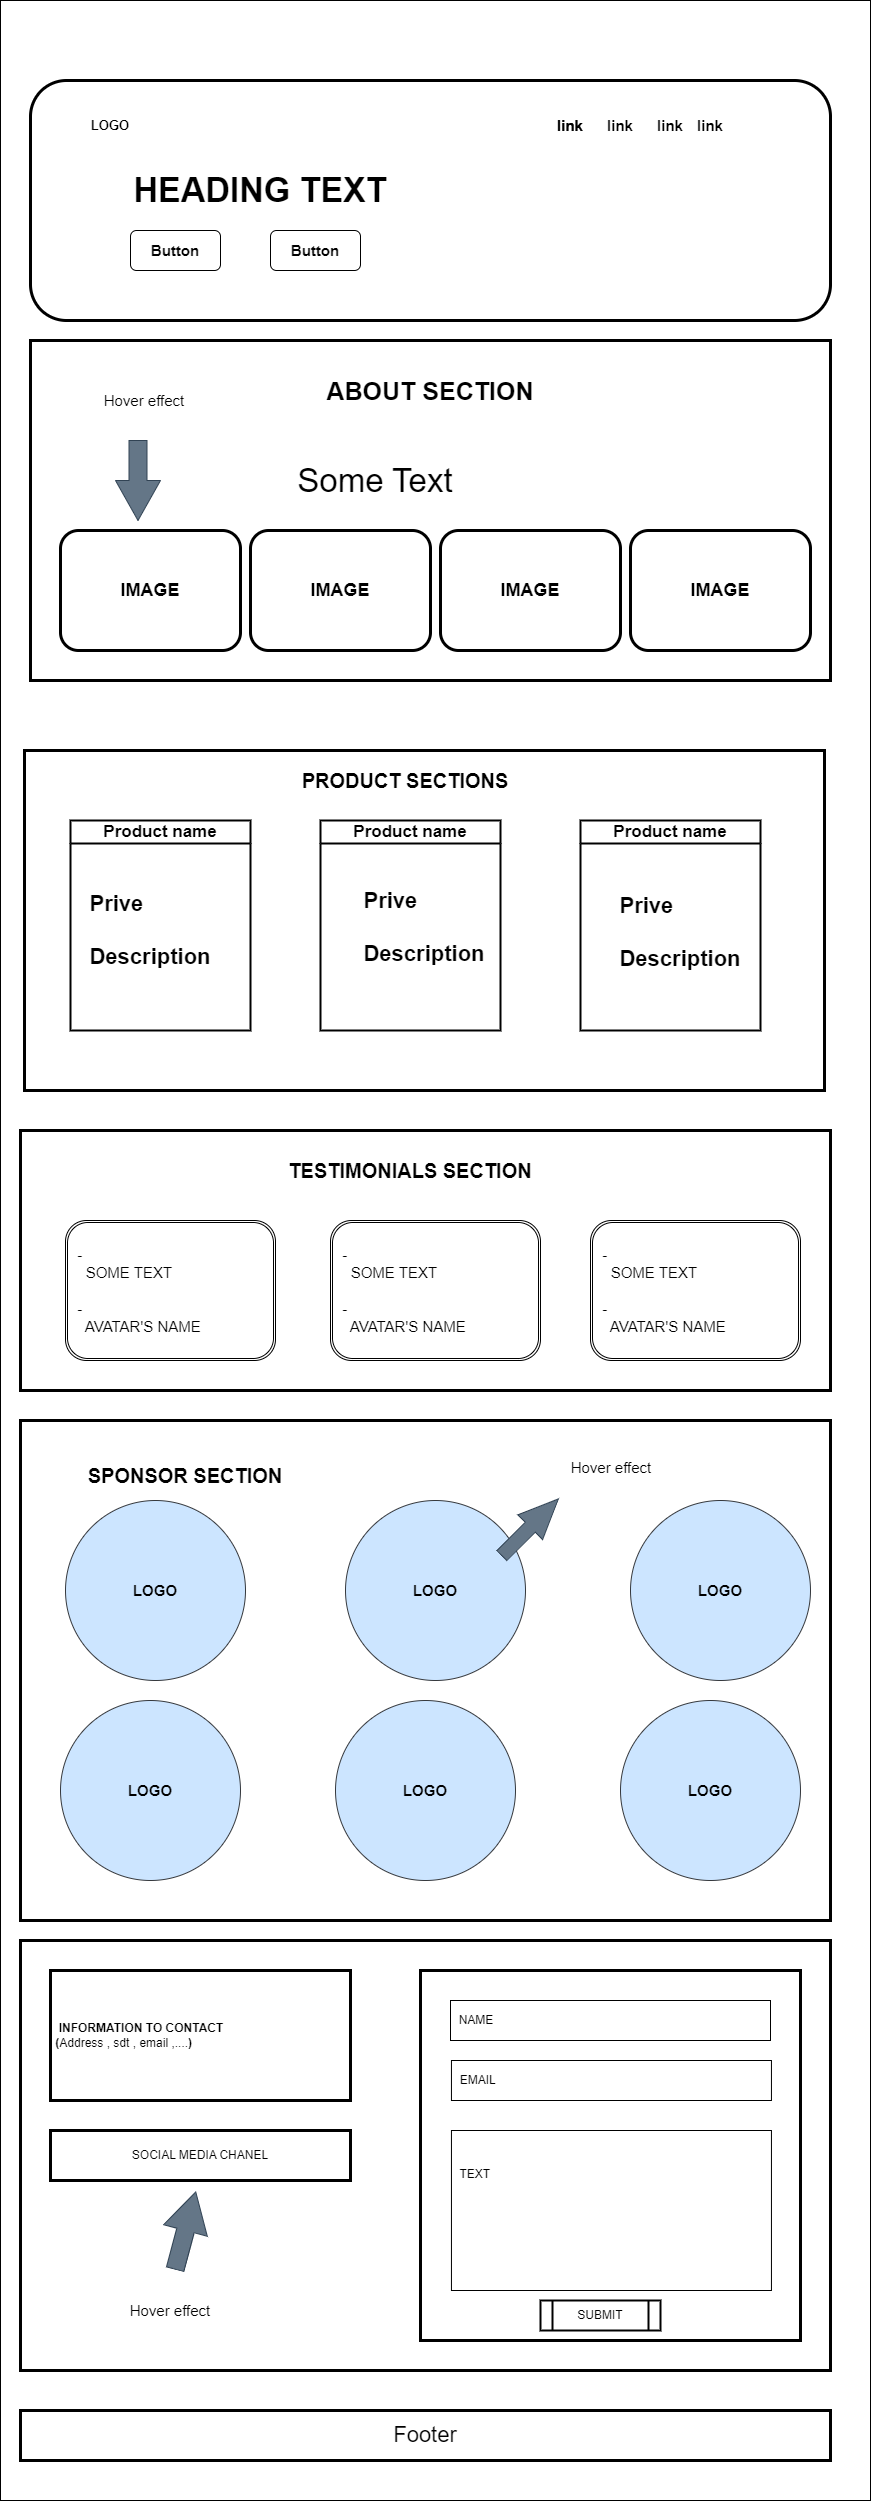 LOGO
link link link link
HEADING TEXT
Button Button
ABOUT SECTION
Hover effect
Some Text
IMAGE IMAGE IMAGE IMAGE
PRODUCT SECTIONS
Product name Product name Product name
Prive Prive Prive
Description Description Description
TESTIMONIALS SECTION
- - -
SOME TEXT SOME TEXT SOME TEXT
- - -
AVATAR'S NAME AVATAR'S NAME AVATAR'S NAME
Hover effect
SPONSOR SECTION
LOGO LOGO LOGO
LOGO LOGO LOGO
INFORMATION TO CONTACT
(Address , sdt , email ,....)
SOCIAL MEDIA CHANEL
Hover effect
NAME
EMAIL
TEXT
SUBMIT
Footer